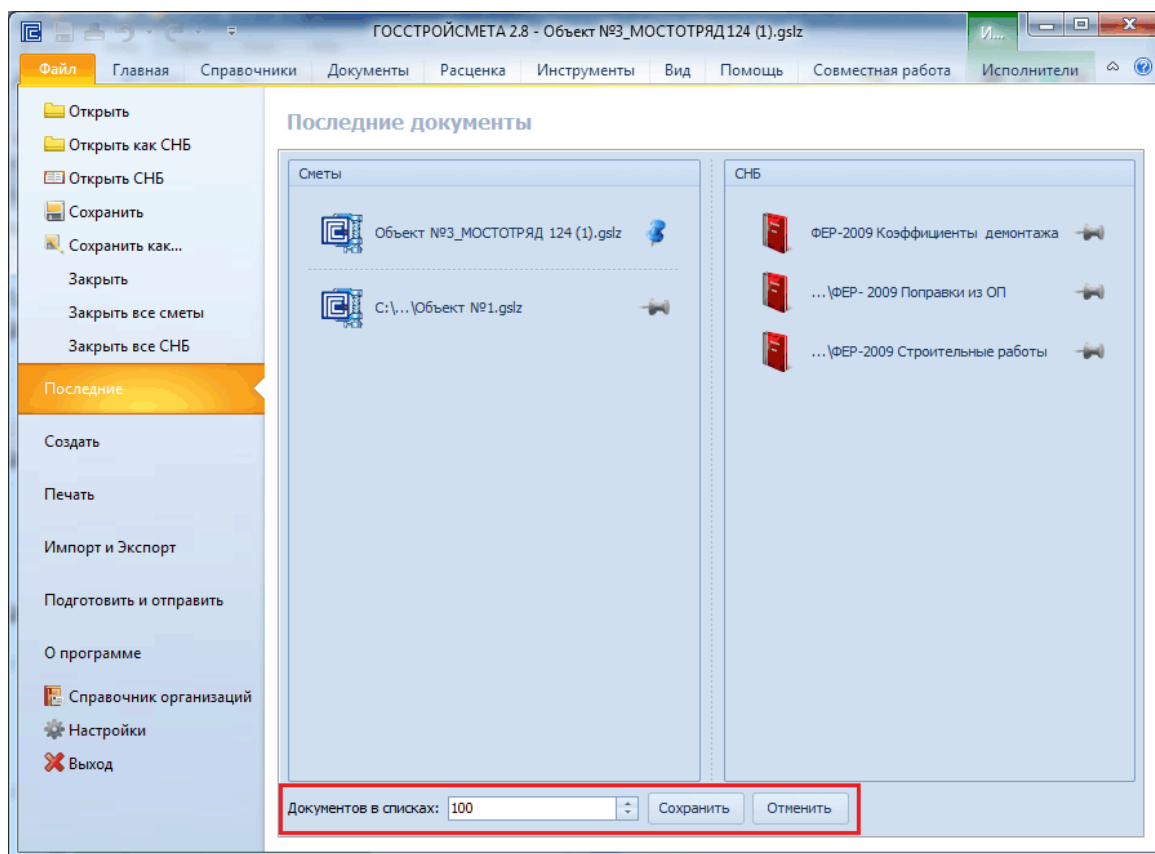 ГОССТРОЙСМЕТА 2.8 - Объект №3_МОСТОТРЯД 124 (1).gslz
И...
Файл Главная Справочники Документы Расценка Инструменты Вид Помощь Совместная работа Исполнители
Открыть
Открыть как СНБ
Открыть СНБ
Сохранить
Сохранить как...
Закрыть
Закрыть все сметы
Закрыть все СНБ
Последние
Создать
Печать
Импорт и Экспорт
Подготовить и отправить
О программе
Справочник организаций
Настройки
Выход
Последние документы
Сметы
Объект №3_МОСТОТРЯД 124 (1).gslz
C:\...\Объект №1.gslz
СНБ
ФЕР-2009 Коэффициенты демонтажа
...\ФЕР- 2009 Поправки из ОП
...\ФЕР-2009 Строительные работы
Документов в списках: 100 Сохранить Отменить